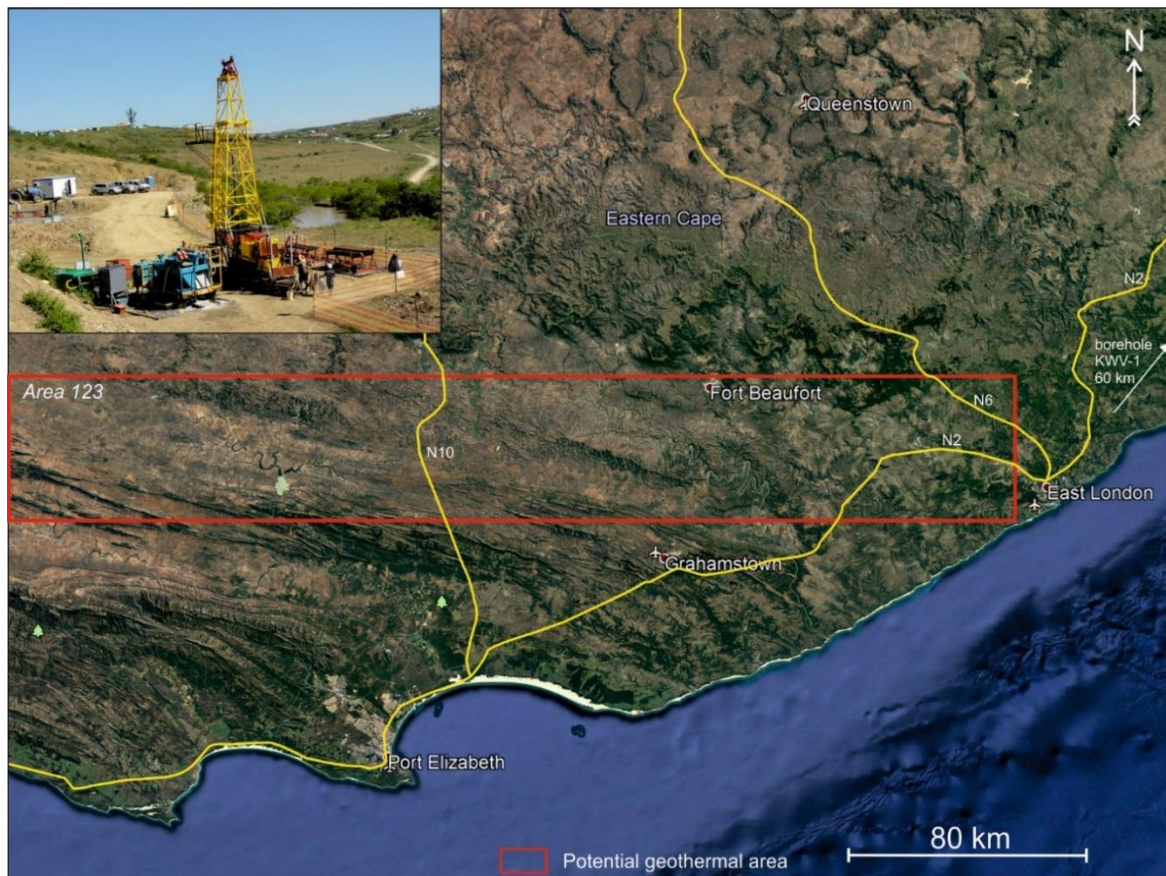 N
Queenstown
Eastern Cape
N2
borehole
KWV-1
60 km
Area 123
Fort Beaufort
N6
N10
N2
East London
Grahamstown
Port Elizabeth
80 km
Potential geothermal area